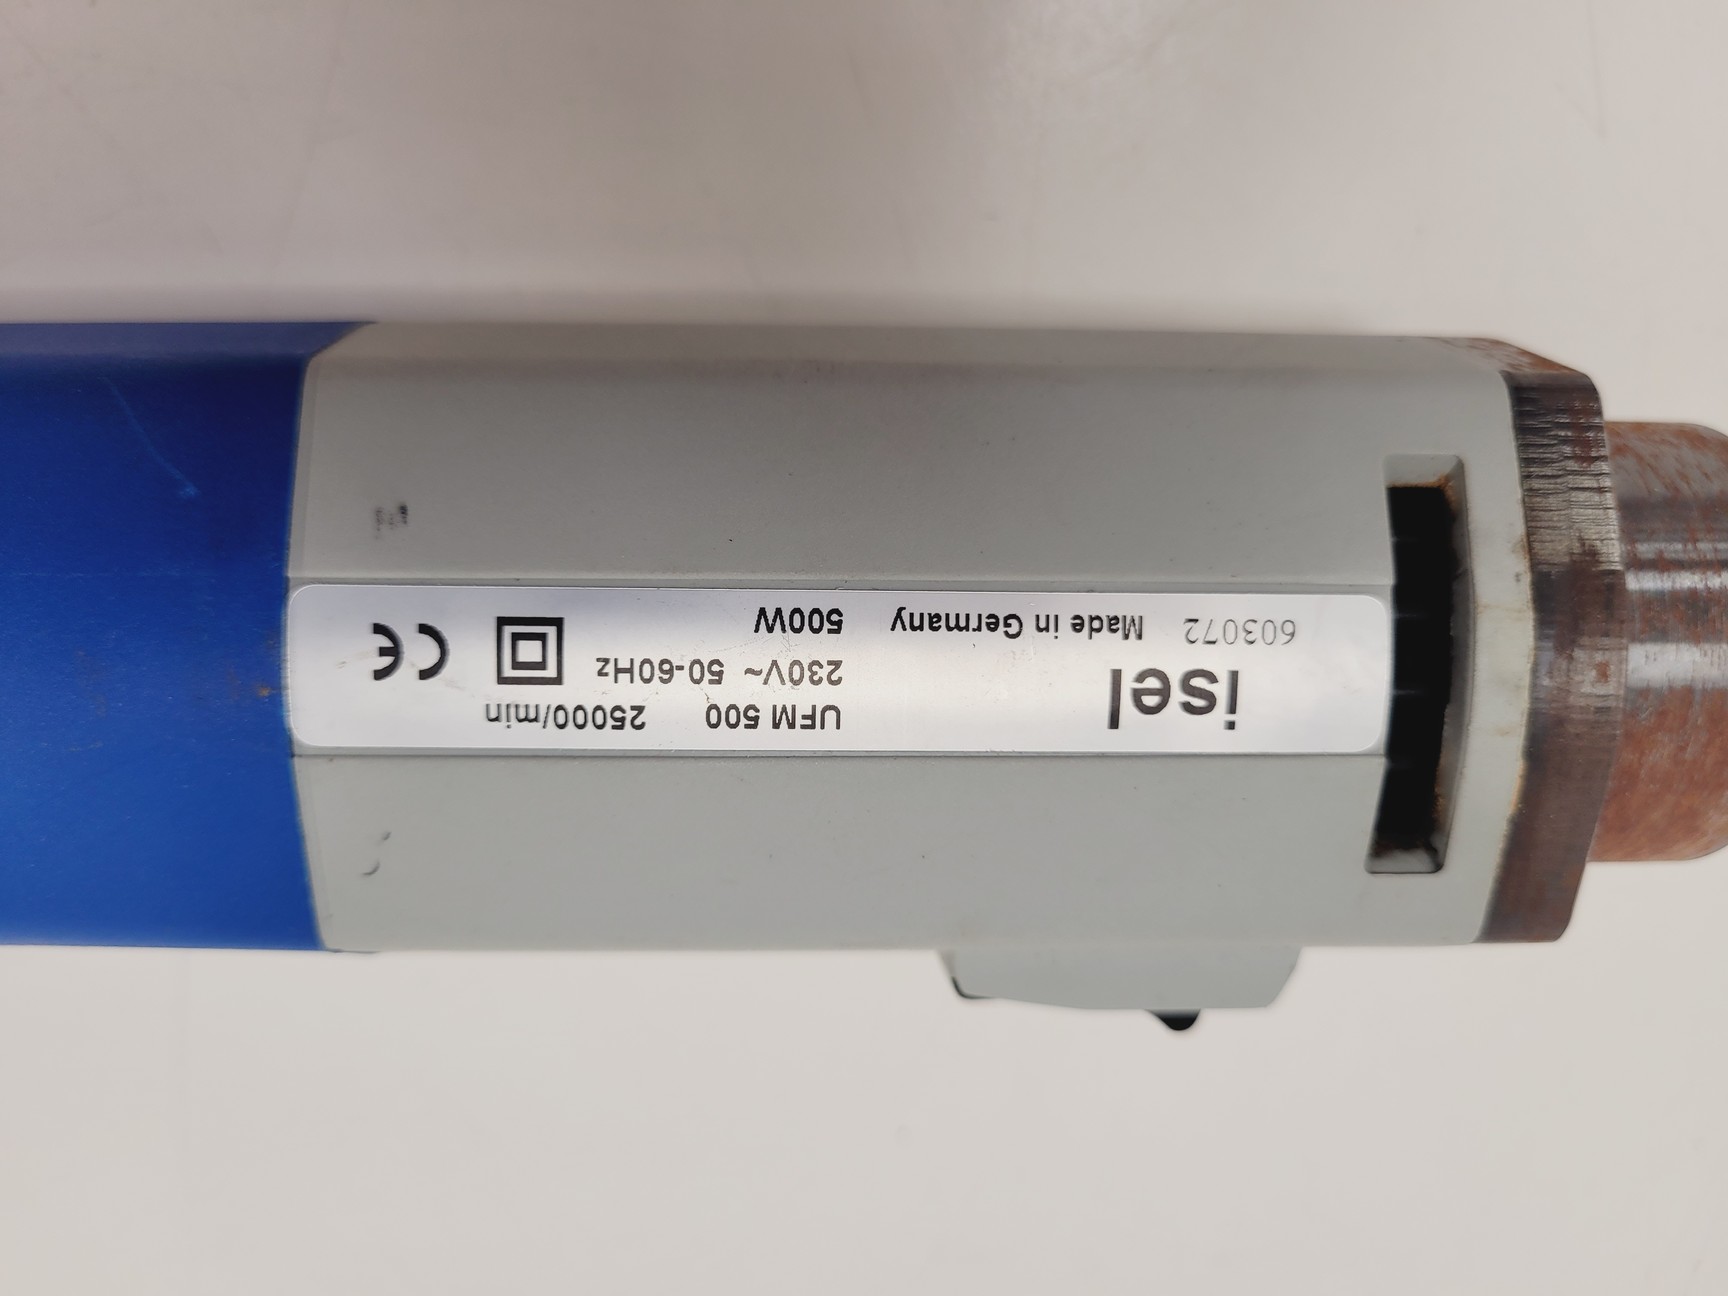 isel
603072 Made in Germany
UFM 500 25000/min
230V~ 50-60Hz
500W
CE